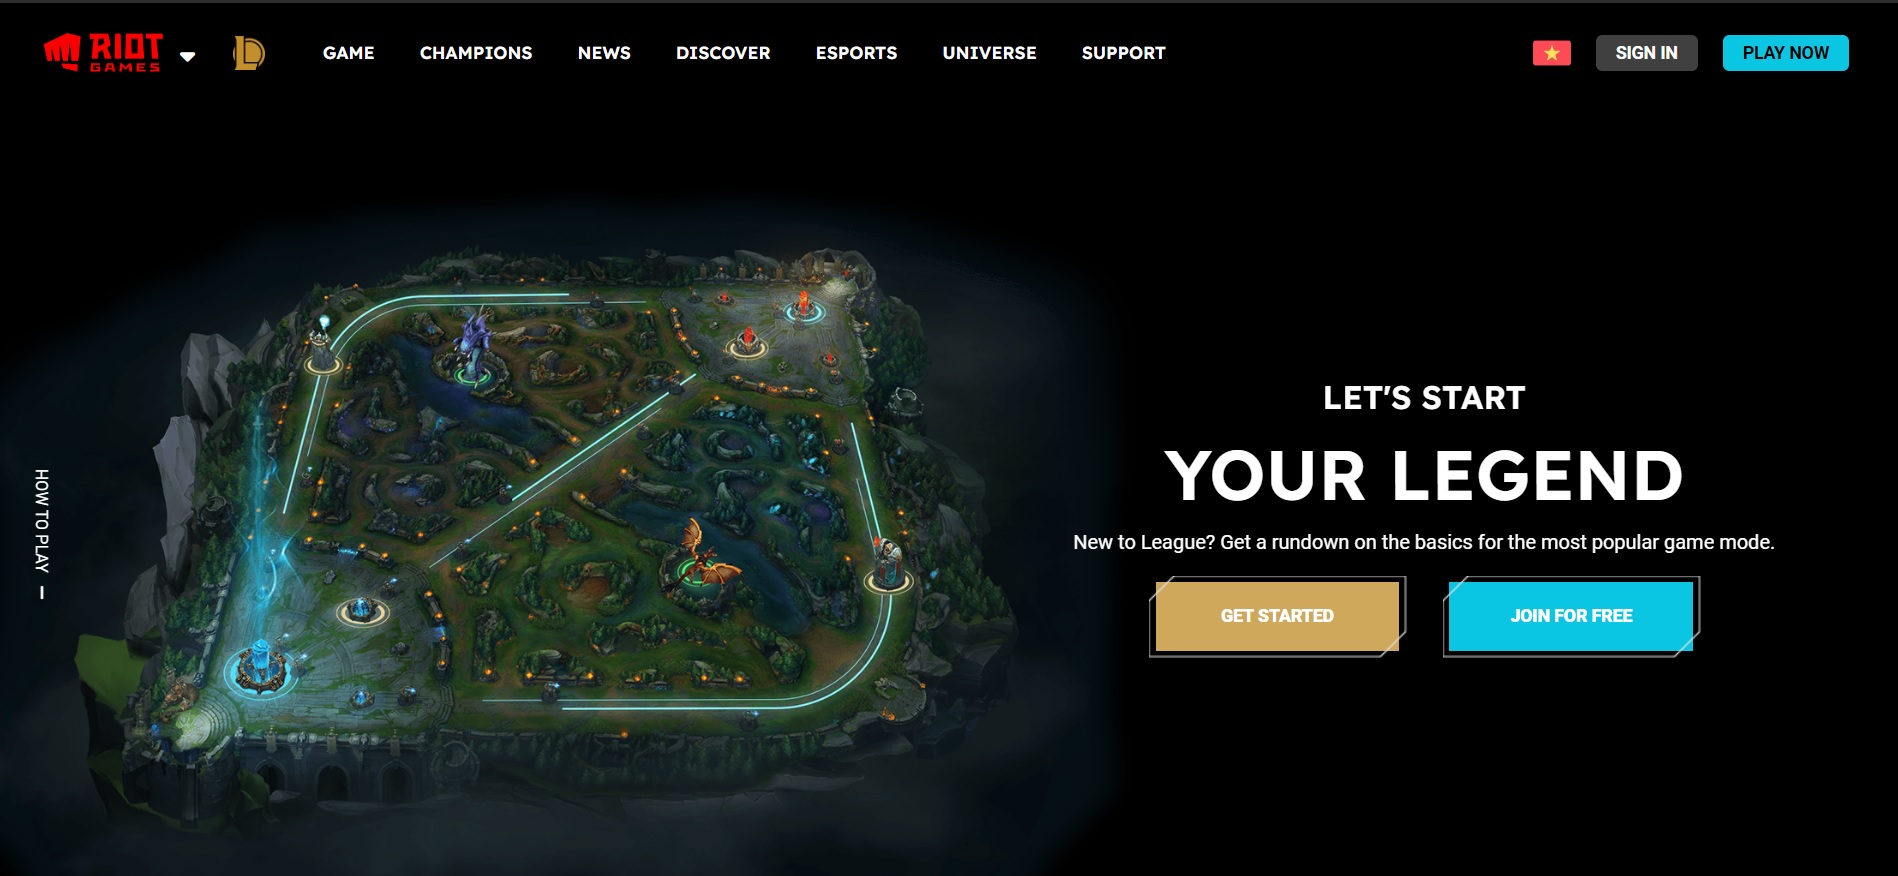 RIOT
GAMES
GAME
CHAMPIONS
NEWS
DISCOVER
ESPORTS
UNIVERSE
SUPPORT
SIGN IN
PLAY NOW
HOW TO PLAY
LET'S START
YOUR LEGEND
New to League? Get a rundown on the basics for the most popular game mode.
GET STARTED
JOIN FOR FREE